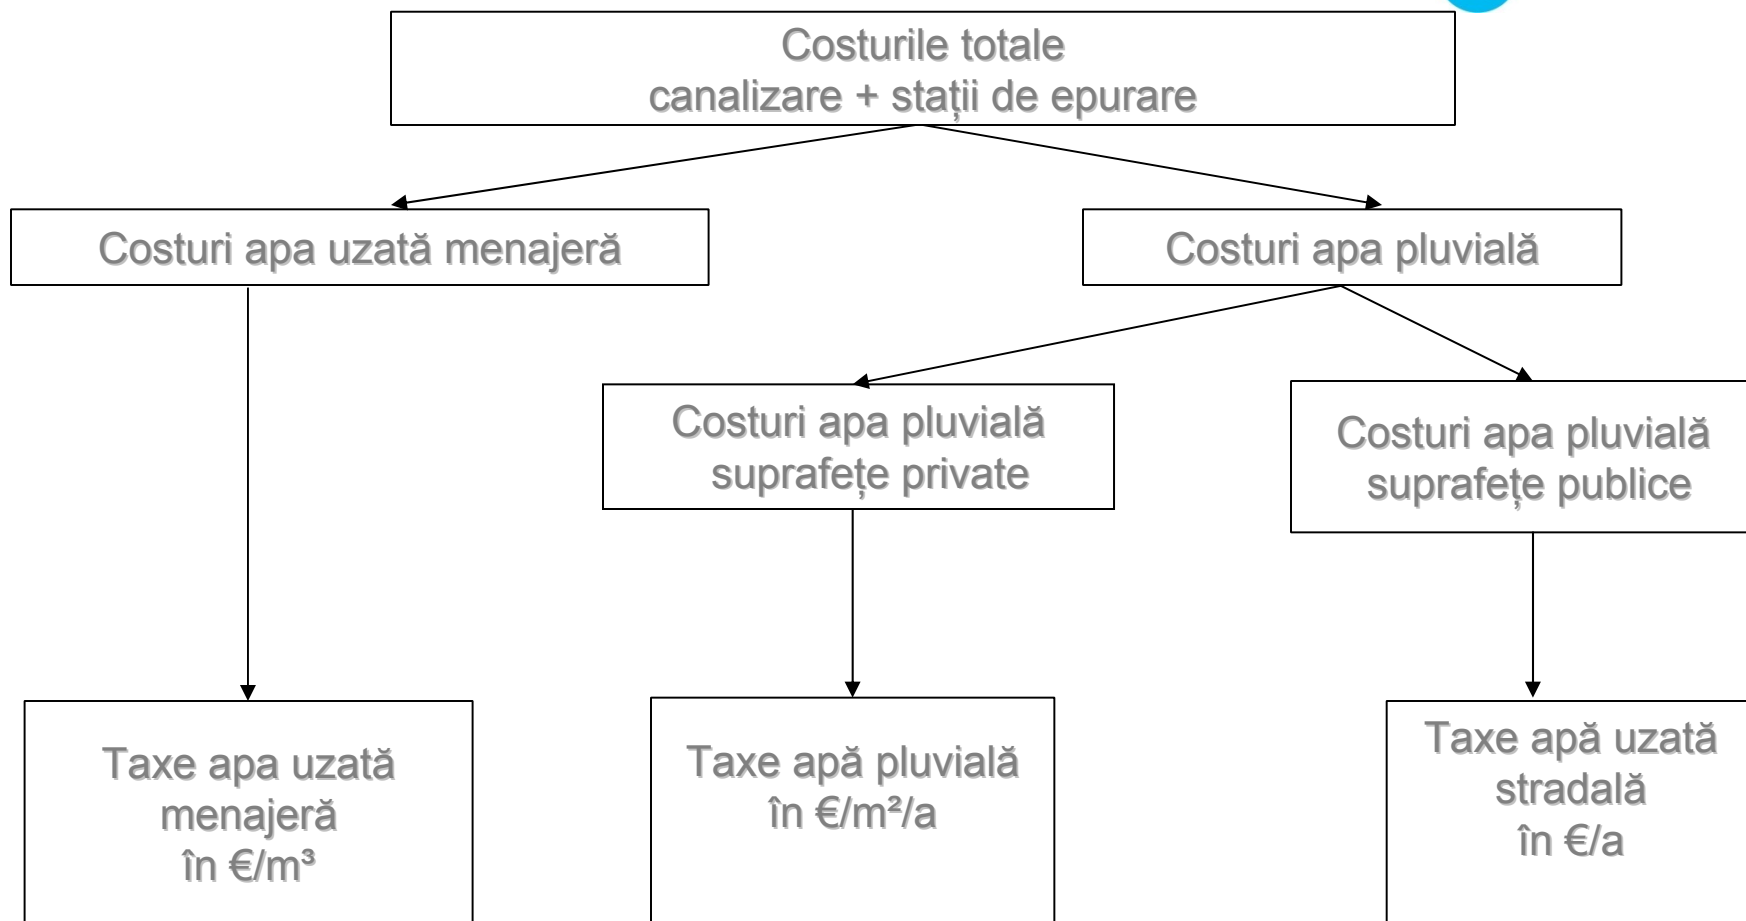 Costurile totale
canalizare + stații de epurare
Costuri apa uzată menajeră
Costuri apa pluvială
Costuri apa pluvială
suprafețe private
Costuri apa pluvială
suprafețe publice
Taxe apa uzată
menajeră
în €/m³
Taxe apă pluvială
în €/m²/a
Taxe apă uzată
stradală
în €/a